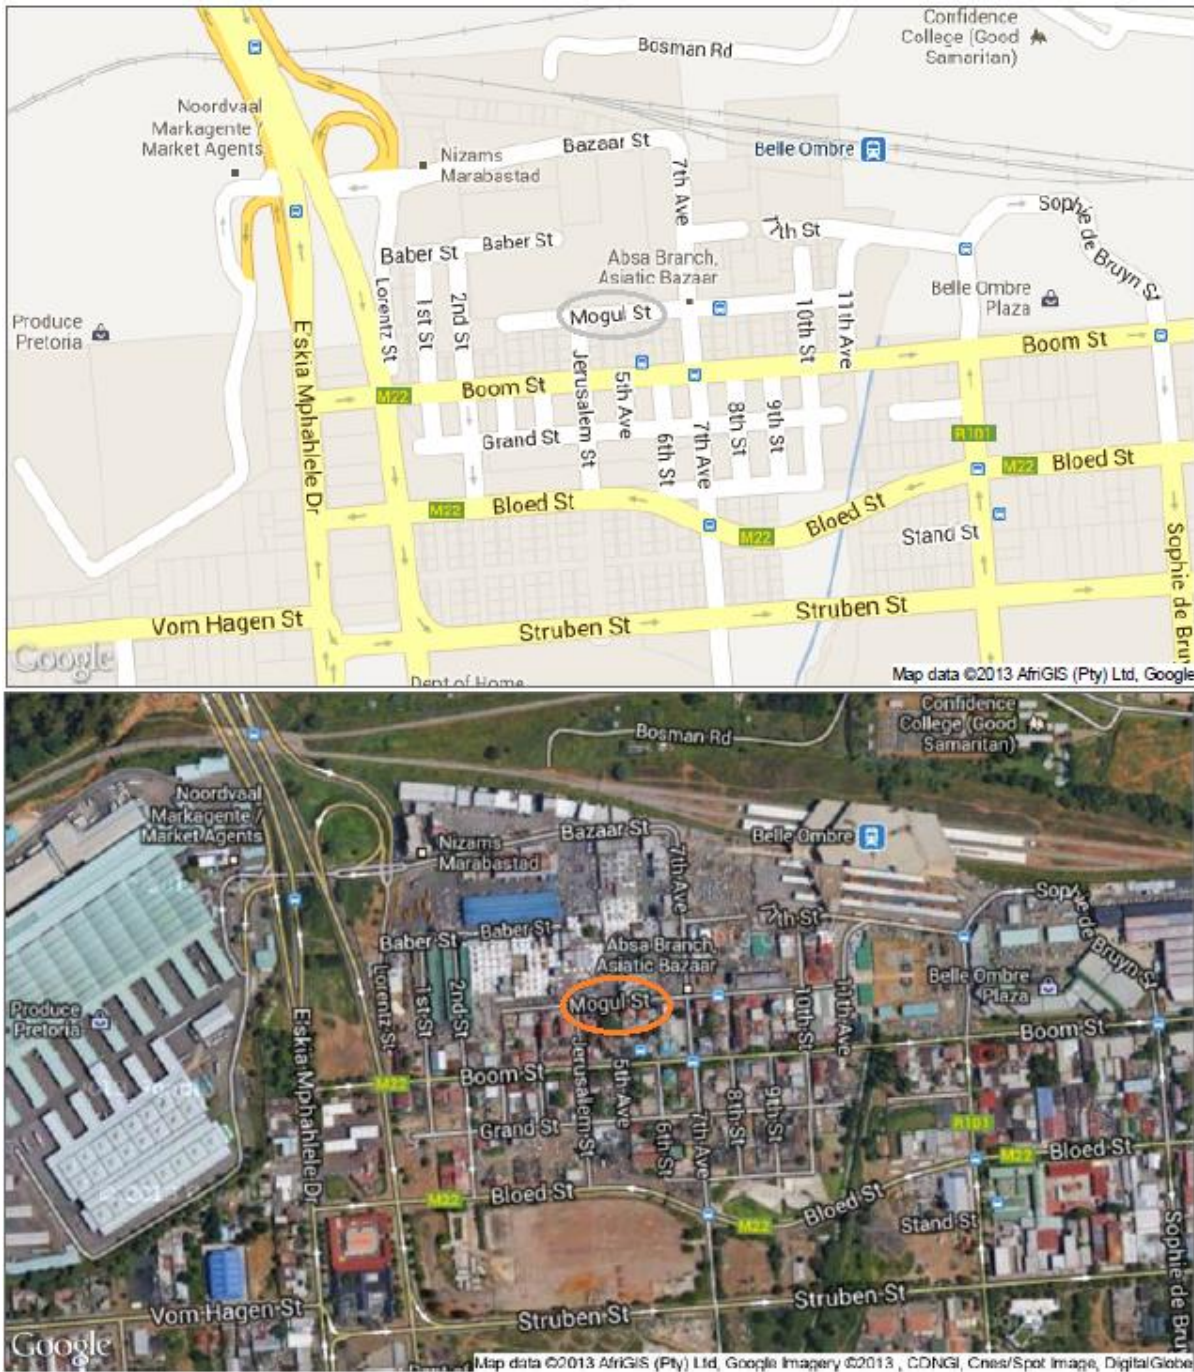 Confidence
College (Good
Samaritan)
Bosman Rd
Noordvaal
Markagente /
Market Agents
Bazaar St
Belle Ombre
Nizams
Marabastad
7th Ave
Sophie de Bruyn St
7th St
Baber St
Baber St
Absa Branch,
Asiatic Bazaar
Lorentz St
1st St
2nd St
10th St
11th Ave
Belle Ombre
Plaza
Mogul St
Produce
Pretoria
Eskia Mphahlele Dr
Boom St
Boom St
M22
Jerusalem St
5th Ave
6th St
7th Ave
8th St
9th St
Grand St
R101
M22
Bloed St
M22
Bloed St
M22
Bloed St
Stand St
Sophie de Bruy
Vom Hagen St
Struben St
Struben St
Google
Dept of Home
Map data ©2013 AfriGIS (Pty) Ltd, Google
Confidence
College (Good
Samaritan)
Bosman Rd
Noordvaal
Markagente /
Market Agents
Bazaar St
Belle Ombre
Nizams
Marabastad
7th Ave
Sophie de Bruyn St
7th St
Baber St
Baber St
Absa Branch,
Asiatic Bazaar
Lorentz St
1st St
2nd St
10th St
11th Ave
Belle Ombre
Plaza
Mogul St
Produce
Pretoria
Eskia Mphahlele Dr
Boom St
Boom St
M22
Jerusalem St
5th Ave
6th St
7th Ave
8th St
9th St
Grand St
R101
M22
Bloed St
M22
Bloed St
M22
Bloed St
Stand St
Sophie de Bruy
Vom Hagen St
Struben St
Struben St
Google
Map data ©2013 AfriGIS (Pty) Ltd, Google Imagery ©2013 , CDNGI, Cnes/Spot Image, DigitalGlobe